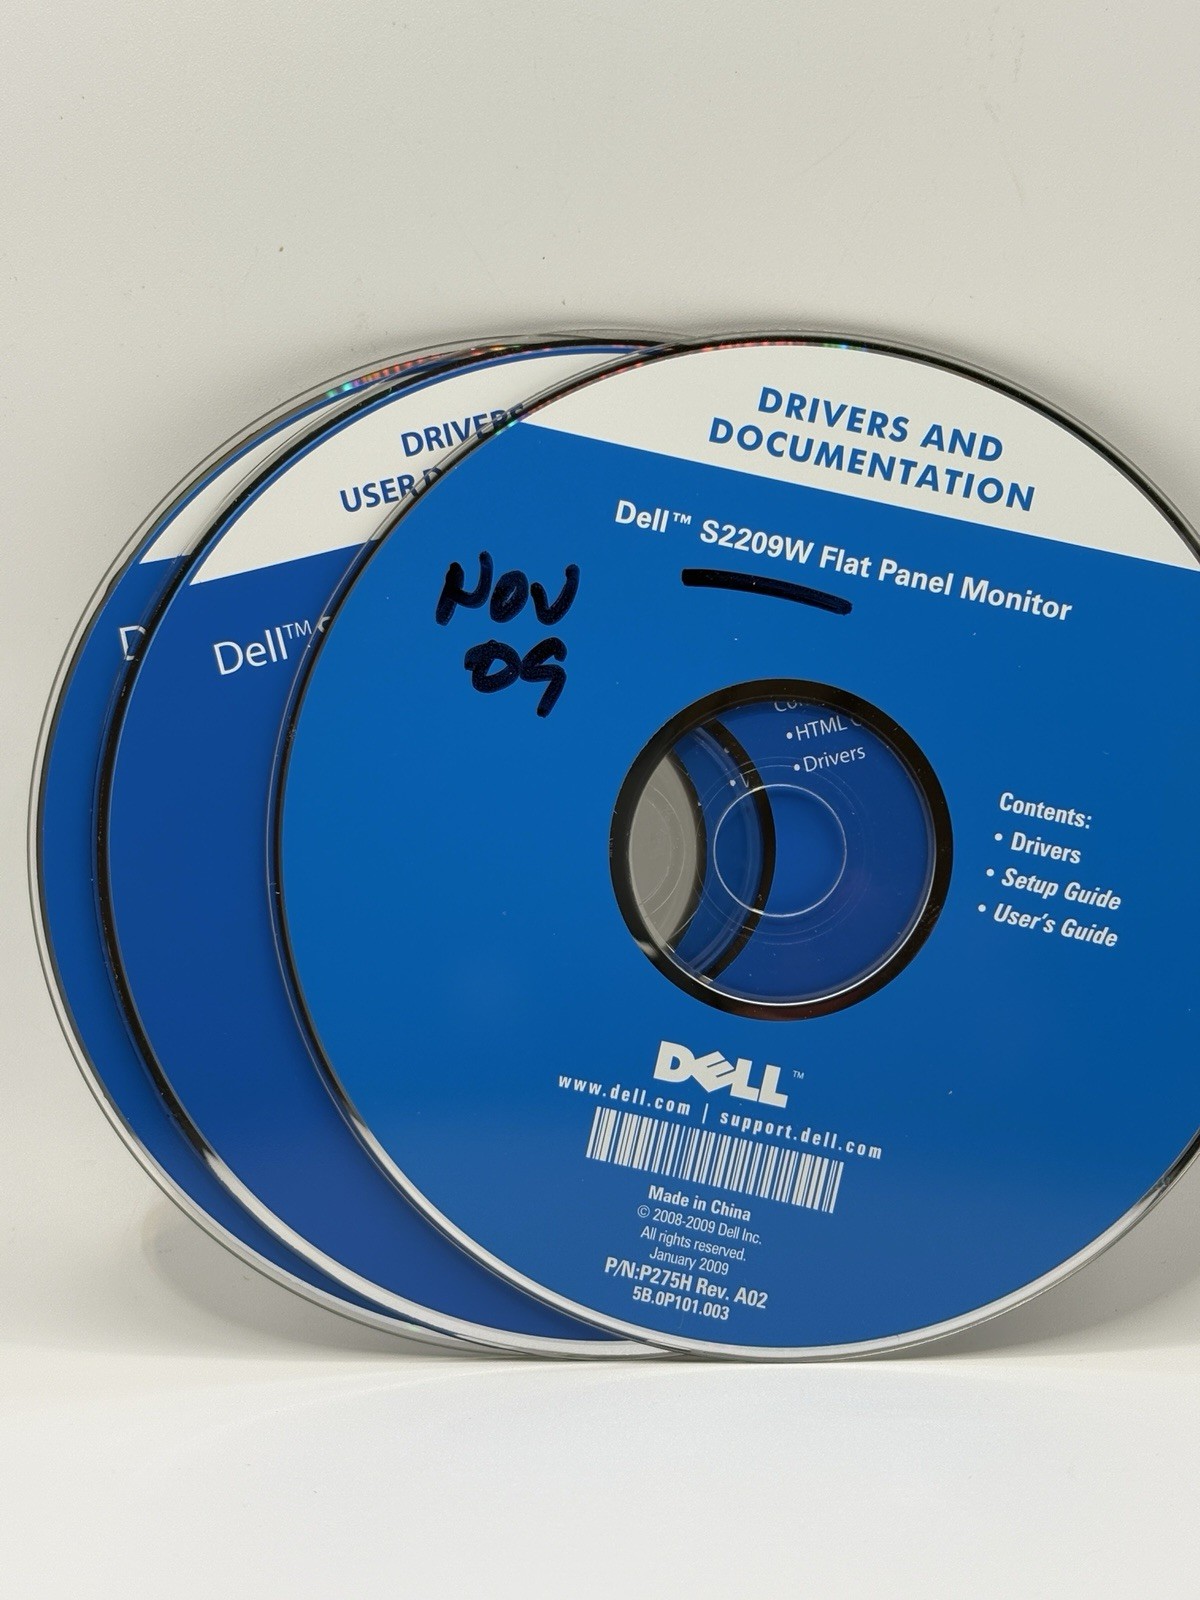 DRIVERS AND
DOCUMENTATION
Dell™ S2209W Flat Panel Monitor
NOV
09
Contents:
• Drivers
• Setup Guide
• User's Guide
DELL™
www.dell.com | support.dell.com
Made in China
© 2008-2009 Dell Inc.
All rights reserved.
January 2009
P/N:P275H Rev. A02
5B.0P101.003
DRIVERS
USER
Dell™
• HTML
• Drivers